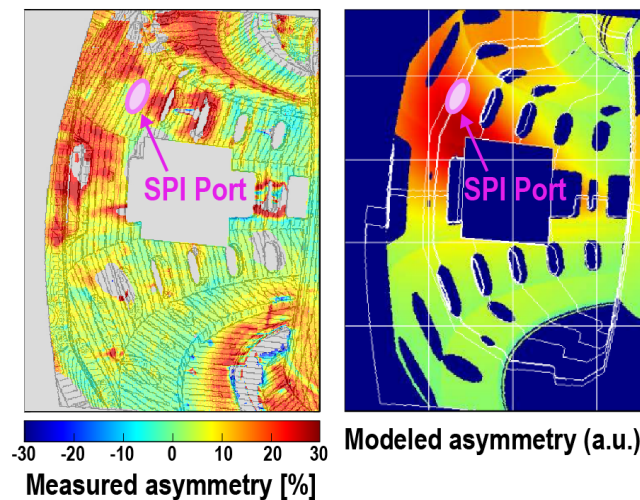 SPI Port
SPI Port
-30 -20 -10 0 10 20 30
Measured asymmetry [%]
Modeled asymmetry (a.u.)